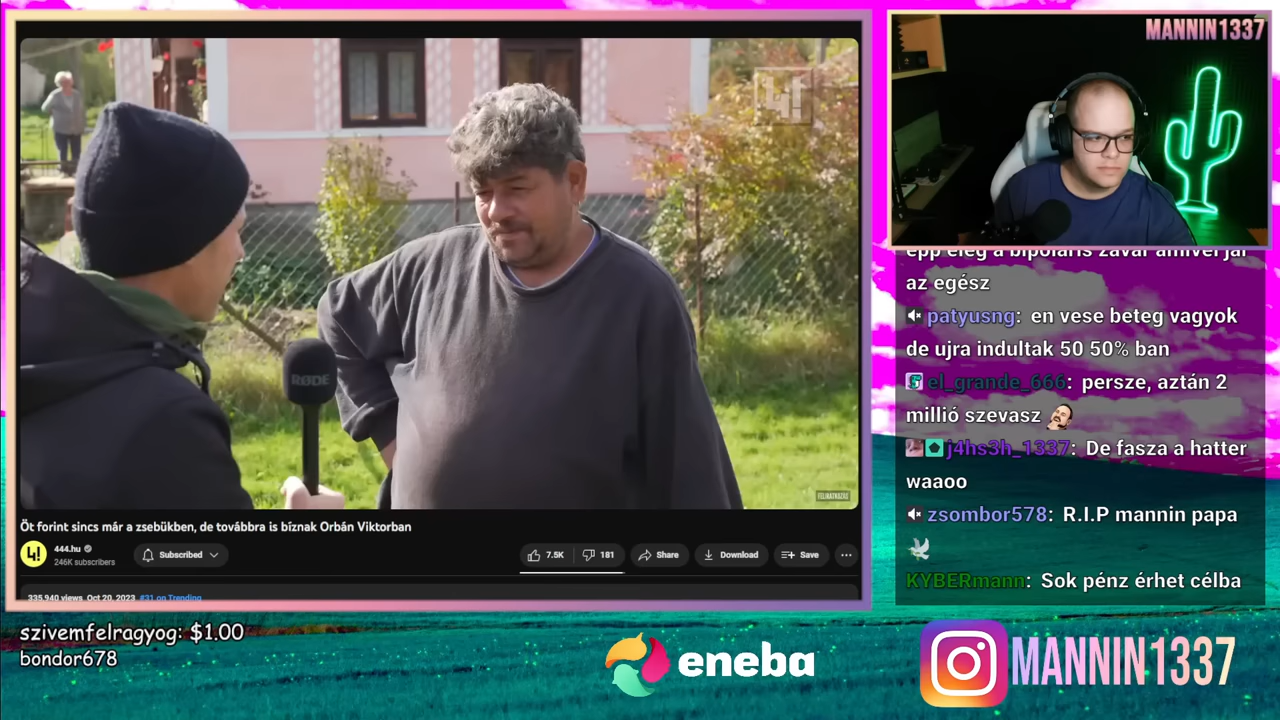 MANNIN1337
4!
RØDE
FELIRATKOZÁS
Öt forint sincs már a zsebükben, de továbbra is bíznak Orbán Viktorban
4!
444.hu
246K subscribers
Subscribed
7.5K
181
Share
Download
Save
335 940 views Oct 20, 2023 #31 on Trending
épp elég a bipoláris zavar amivel jár
az egész
patyusng: en vese beteg vagyok
de ujra indultak 50 50% ban
el_grande_666: persze, aztán 2
millió szevasz
j4hs3h_1337: De fasza a hatter
waaoo
zsombor578: R.I.P mannin papa
KYBERmann: Sok pénz érhet célba
szivemfelragyog: $1.00
bondor678
eneba
MANNIN1337